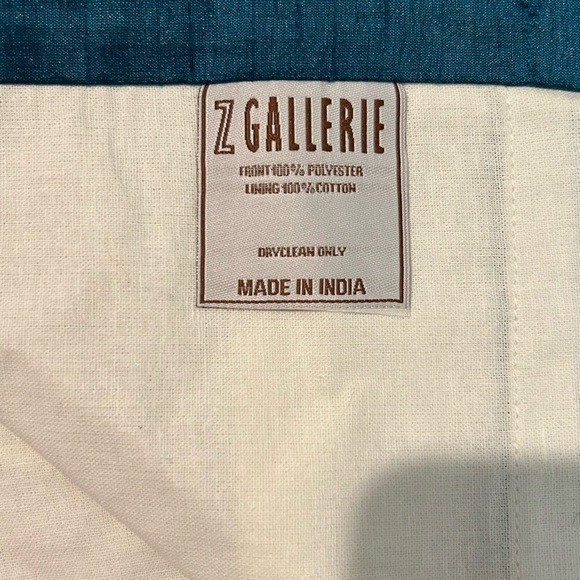 Z GALLERIE
FRONT 100% POLYESTER
LINING 100% COTTON
DRYCLEAN ONLY
MADE IN INDIA